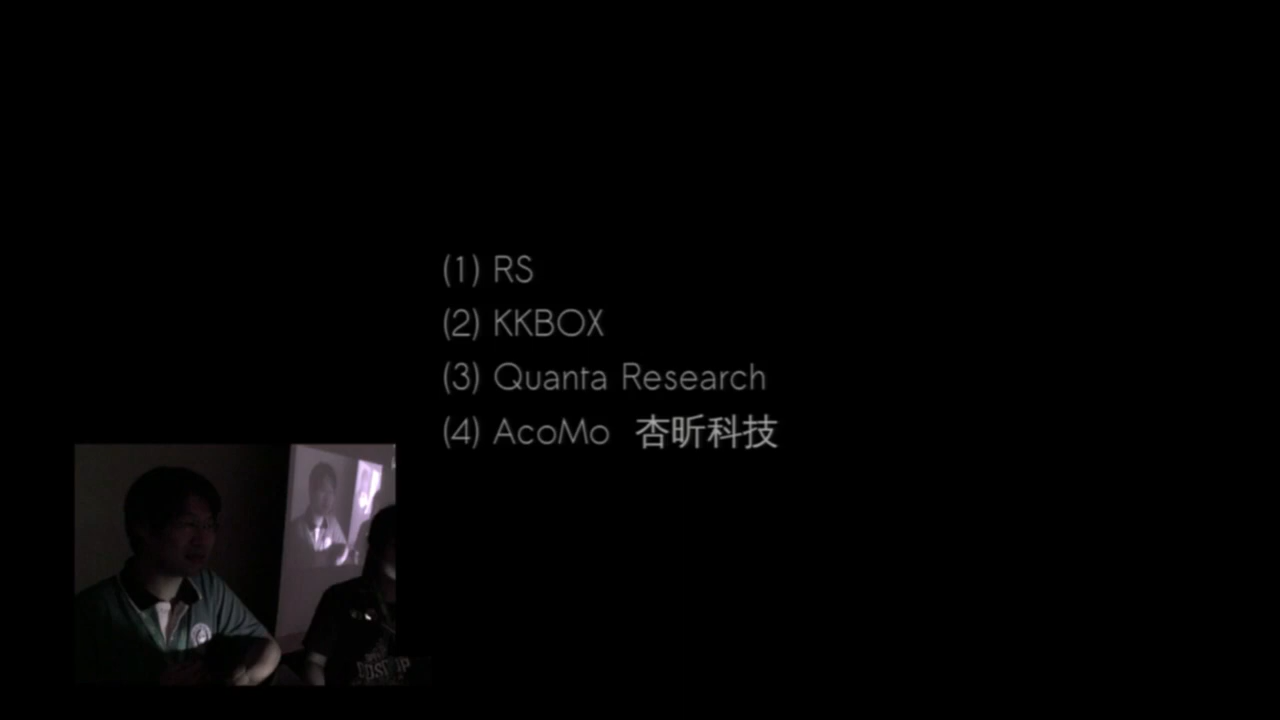 (1) RS
(2) KKBOX
(3) Quanta Research
(4) AcoMo 杏昕科技